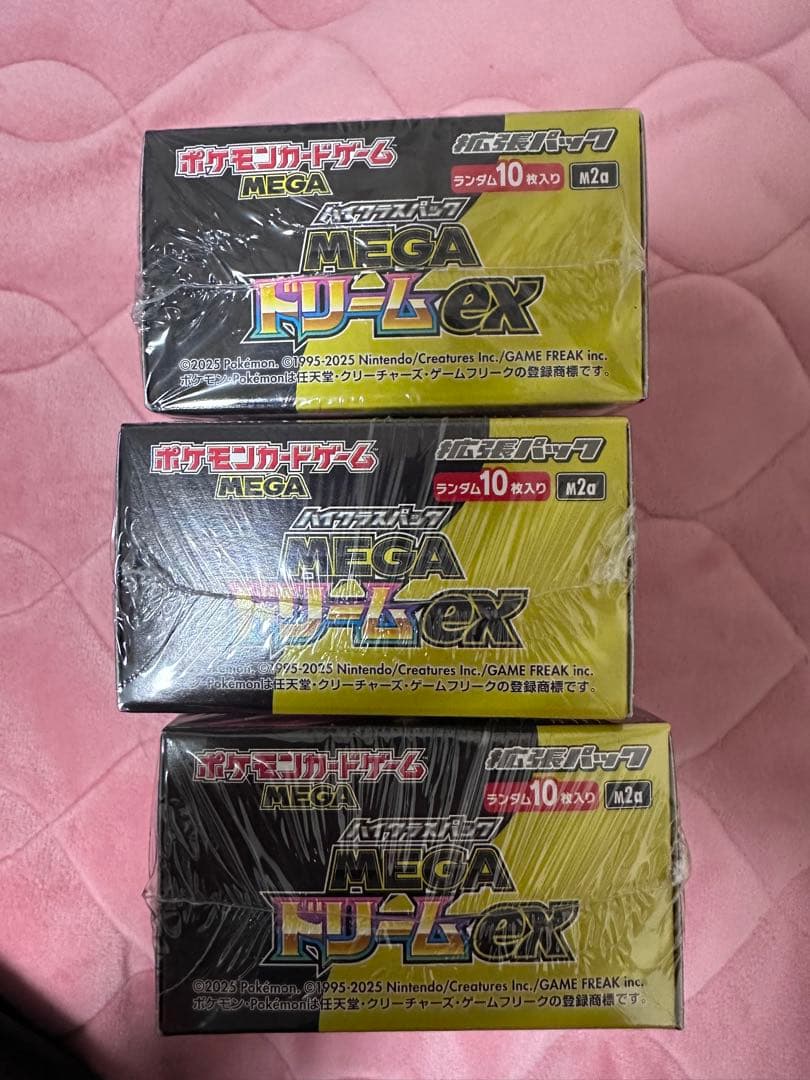 ポケモンカードゲーム
MEGA
拡張パック
ランダム10枚入り M2a
ハイクラスパック
MEGA
ドリームex
©2025 Pokémon. ©1995-2025 Nintendo/Creatures Inc./GAME FREAK inc.
ポケモン・Pokémonは任天堂・クリーチャーズ・ゲームフリークの登録商標です。
ポケモンカードゲーム
MEGA
拡張パック
ランダム10枚入り M2a
ハイクラスパック
MEGA
ドリームex
©1995-2025 Nintendo/Creatures Inc./GAME FREAK inc.
Pokémonは任天堂・クリーチャーズ・ゲームフリークの登録商標です。
ポケモンカードゲーム
MEGA
拡張パック
ランダム10枚入り M2a
ハイクラスパック
MEGA
ドリームex
©2025 Pokémon. ©1995-2025 Nintendo/Creatures Inc./GAME FREAK inc.
ポケモン・Pokémonは任天堂・クリーチャーズ・ゲームフリークの登録商標です。